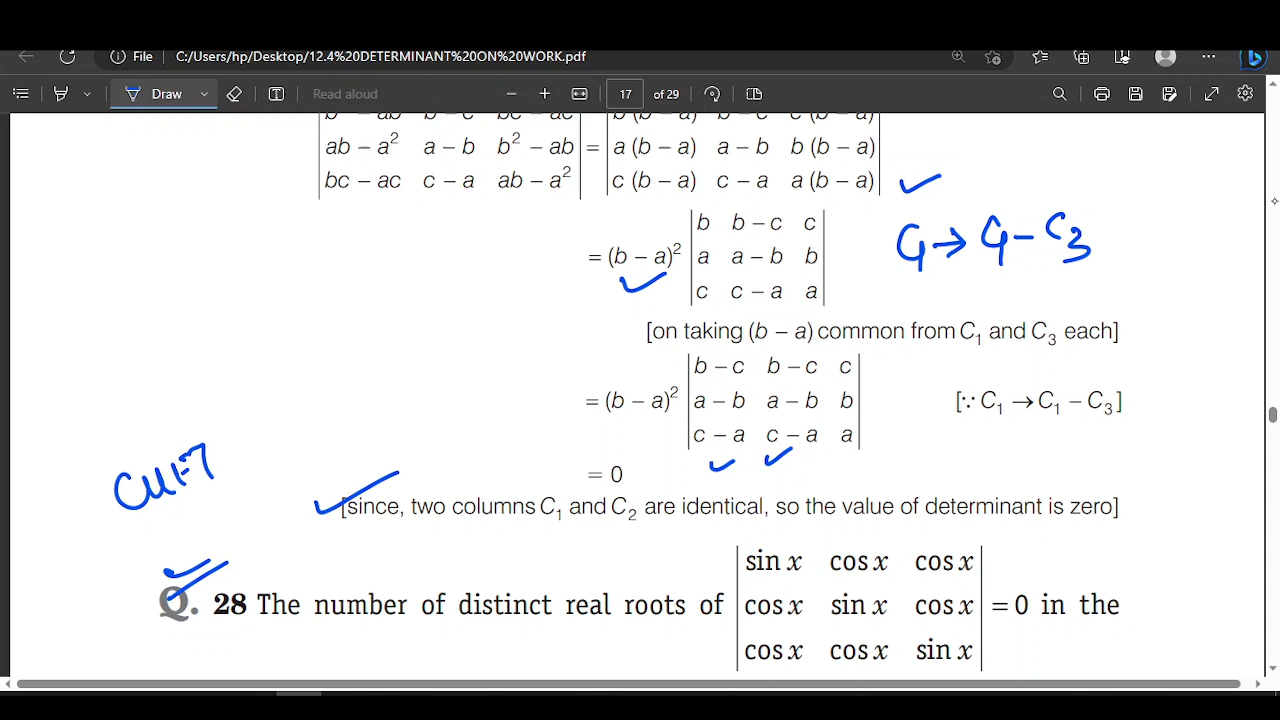 File C:/Users/hp/Desktop/12.4%20DETERMINANT%20ON%20WORK.pdf
Draw Read aloud 17 of 29
ab – a² a – b b² – ab = a (b – a) a – b b (b – a)
bc – ac c – a ab – a² c (b – a) c – a a (b – a)
b b – c c
= (b – a)² a a – b b C₁ → C₁ – C₃
c c – a a
[on taking (b – a) common from C₁ and C₃ each]
b – c b – c c
= (b – a)² a – b a – b b [∵ C₁ → C₁ – C₃]
c – a c – a a
= 0
[since, two columns C₁ and C₂ are identical, so the value of determinant is zero]
sin x cos x cos x
Q. 28 The number of distinct real roots of cos x sin x cos x = 0 in the
cos x cos x sin x